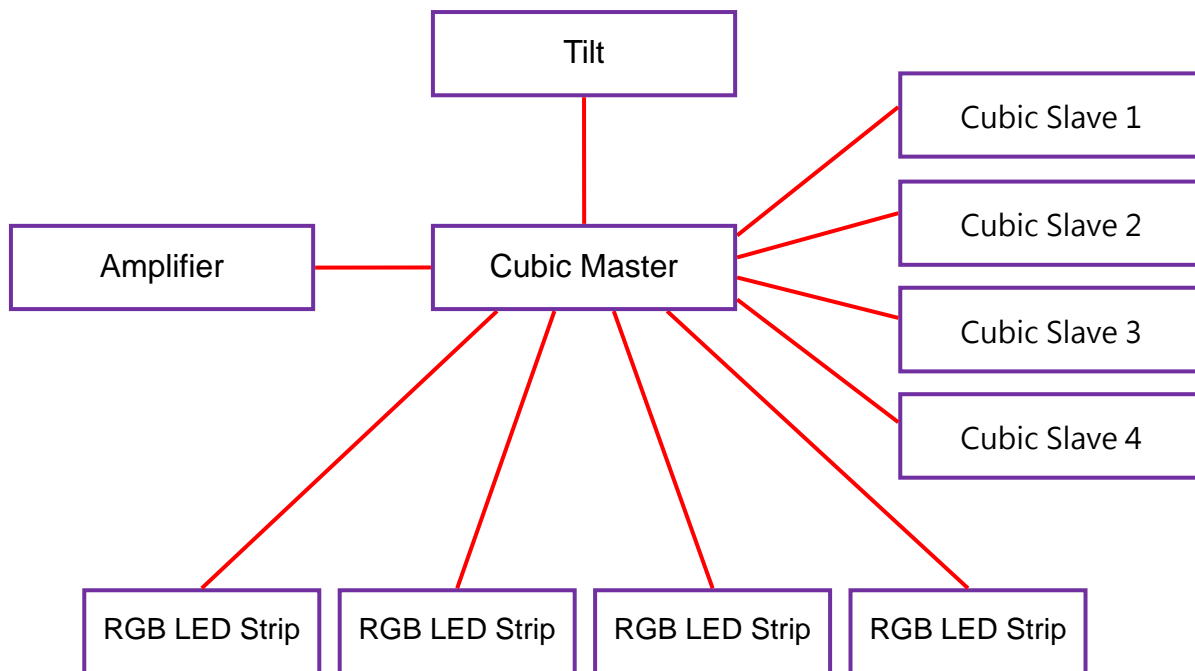 Tilt
Cubic Slave 1
Cubic Slave 2
Amplifier
Cubic Master
Cubic Slave 3
Cubic Slave 4
RGB LED Strip
RGB LED Strip
RGB LED Strip
RGB LED Strip